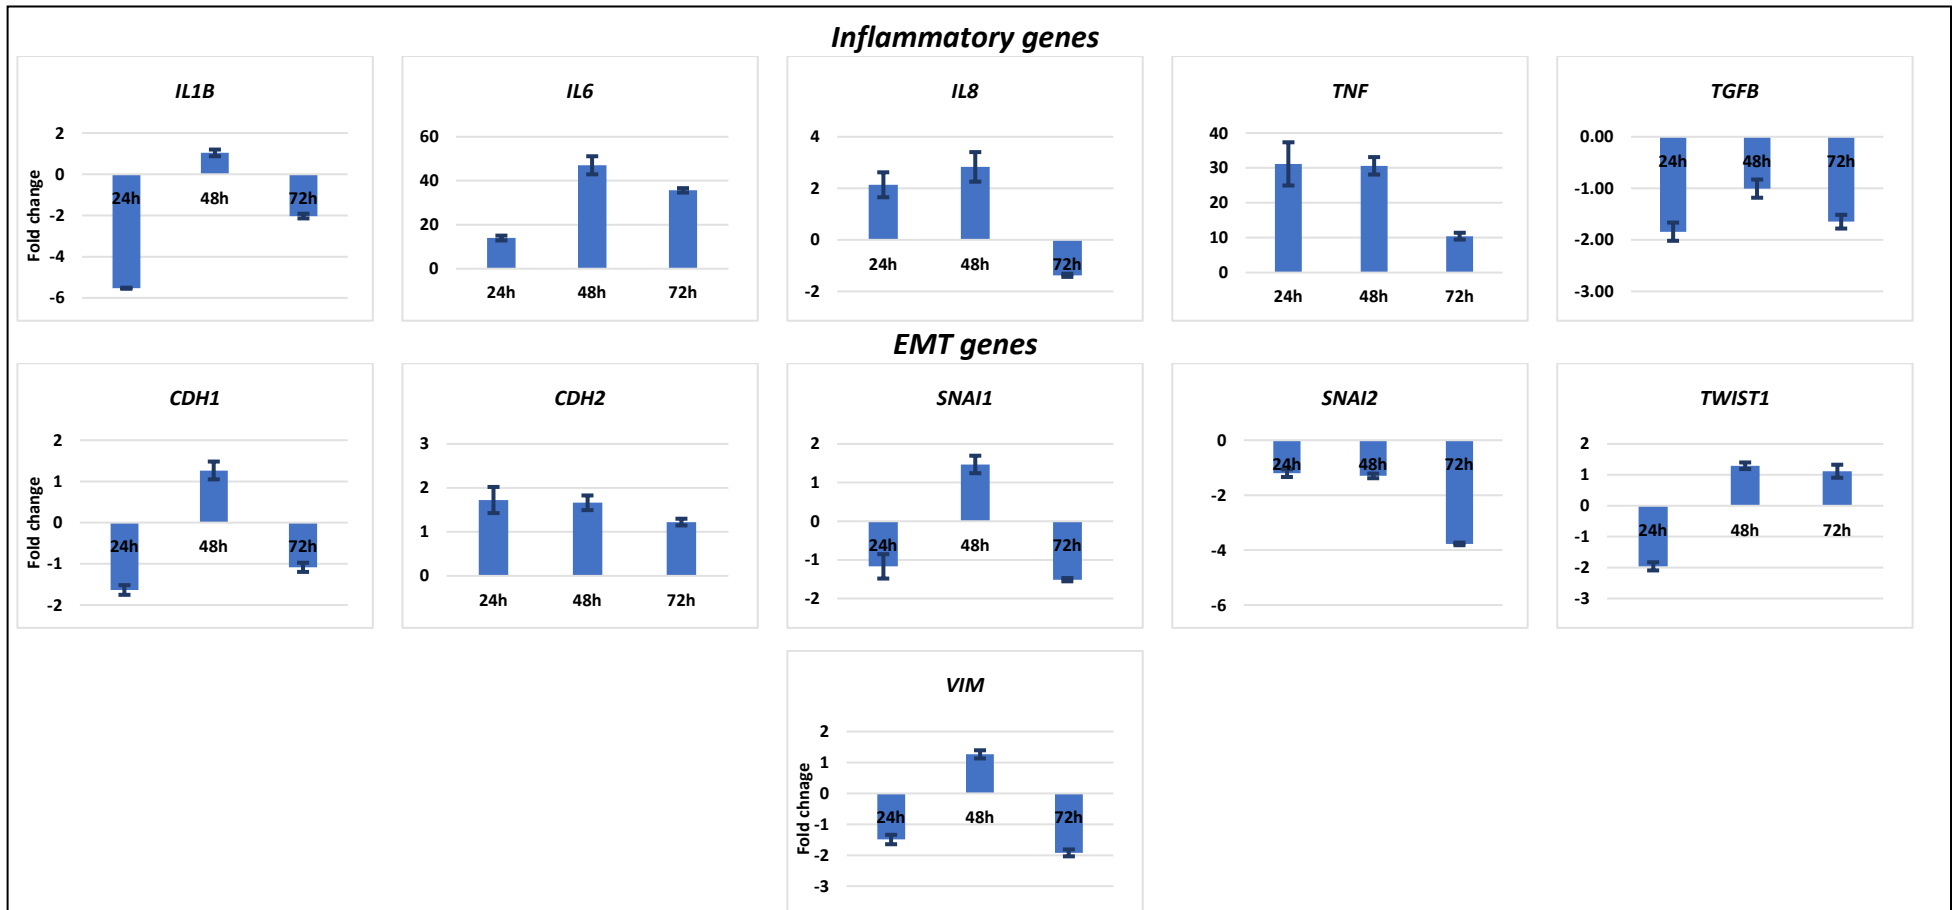 Inflammatory genes
IL1B
Fold change
2
0
-2
-4
-6
24h
48h
72h
IL6
60
40
20
0
24h
48h
72h
IL8
4
2
0
-2
24h
48h
72h
TNF
40
30
20
10
0
24h
48h
72h
TGFB
0.00
-1.00
-2.00
-3.00
24h
48h
72h
EMT genes
CDH1
Fold change
2
1
0
-1
-2
24h
48h
72h
CDH2
3
2
1
0
24h
48h
72h
SNAI1
2
1
0
-1
-2
24h
48h
72h
SNAI2
0
-2
-4
-6
24h
48h
72h
TWIST1
2
1
0
-1
-2
-3
24h
48h
72h
VIM
Fold chnage
2
1
0
-1
-2
-3
24h
48h
72h